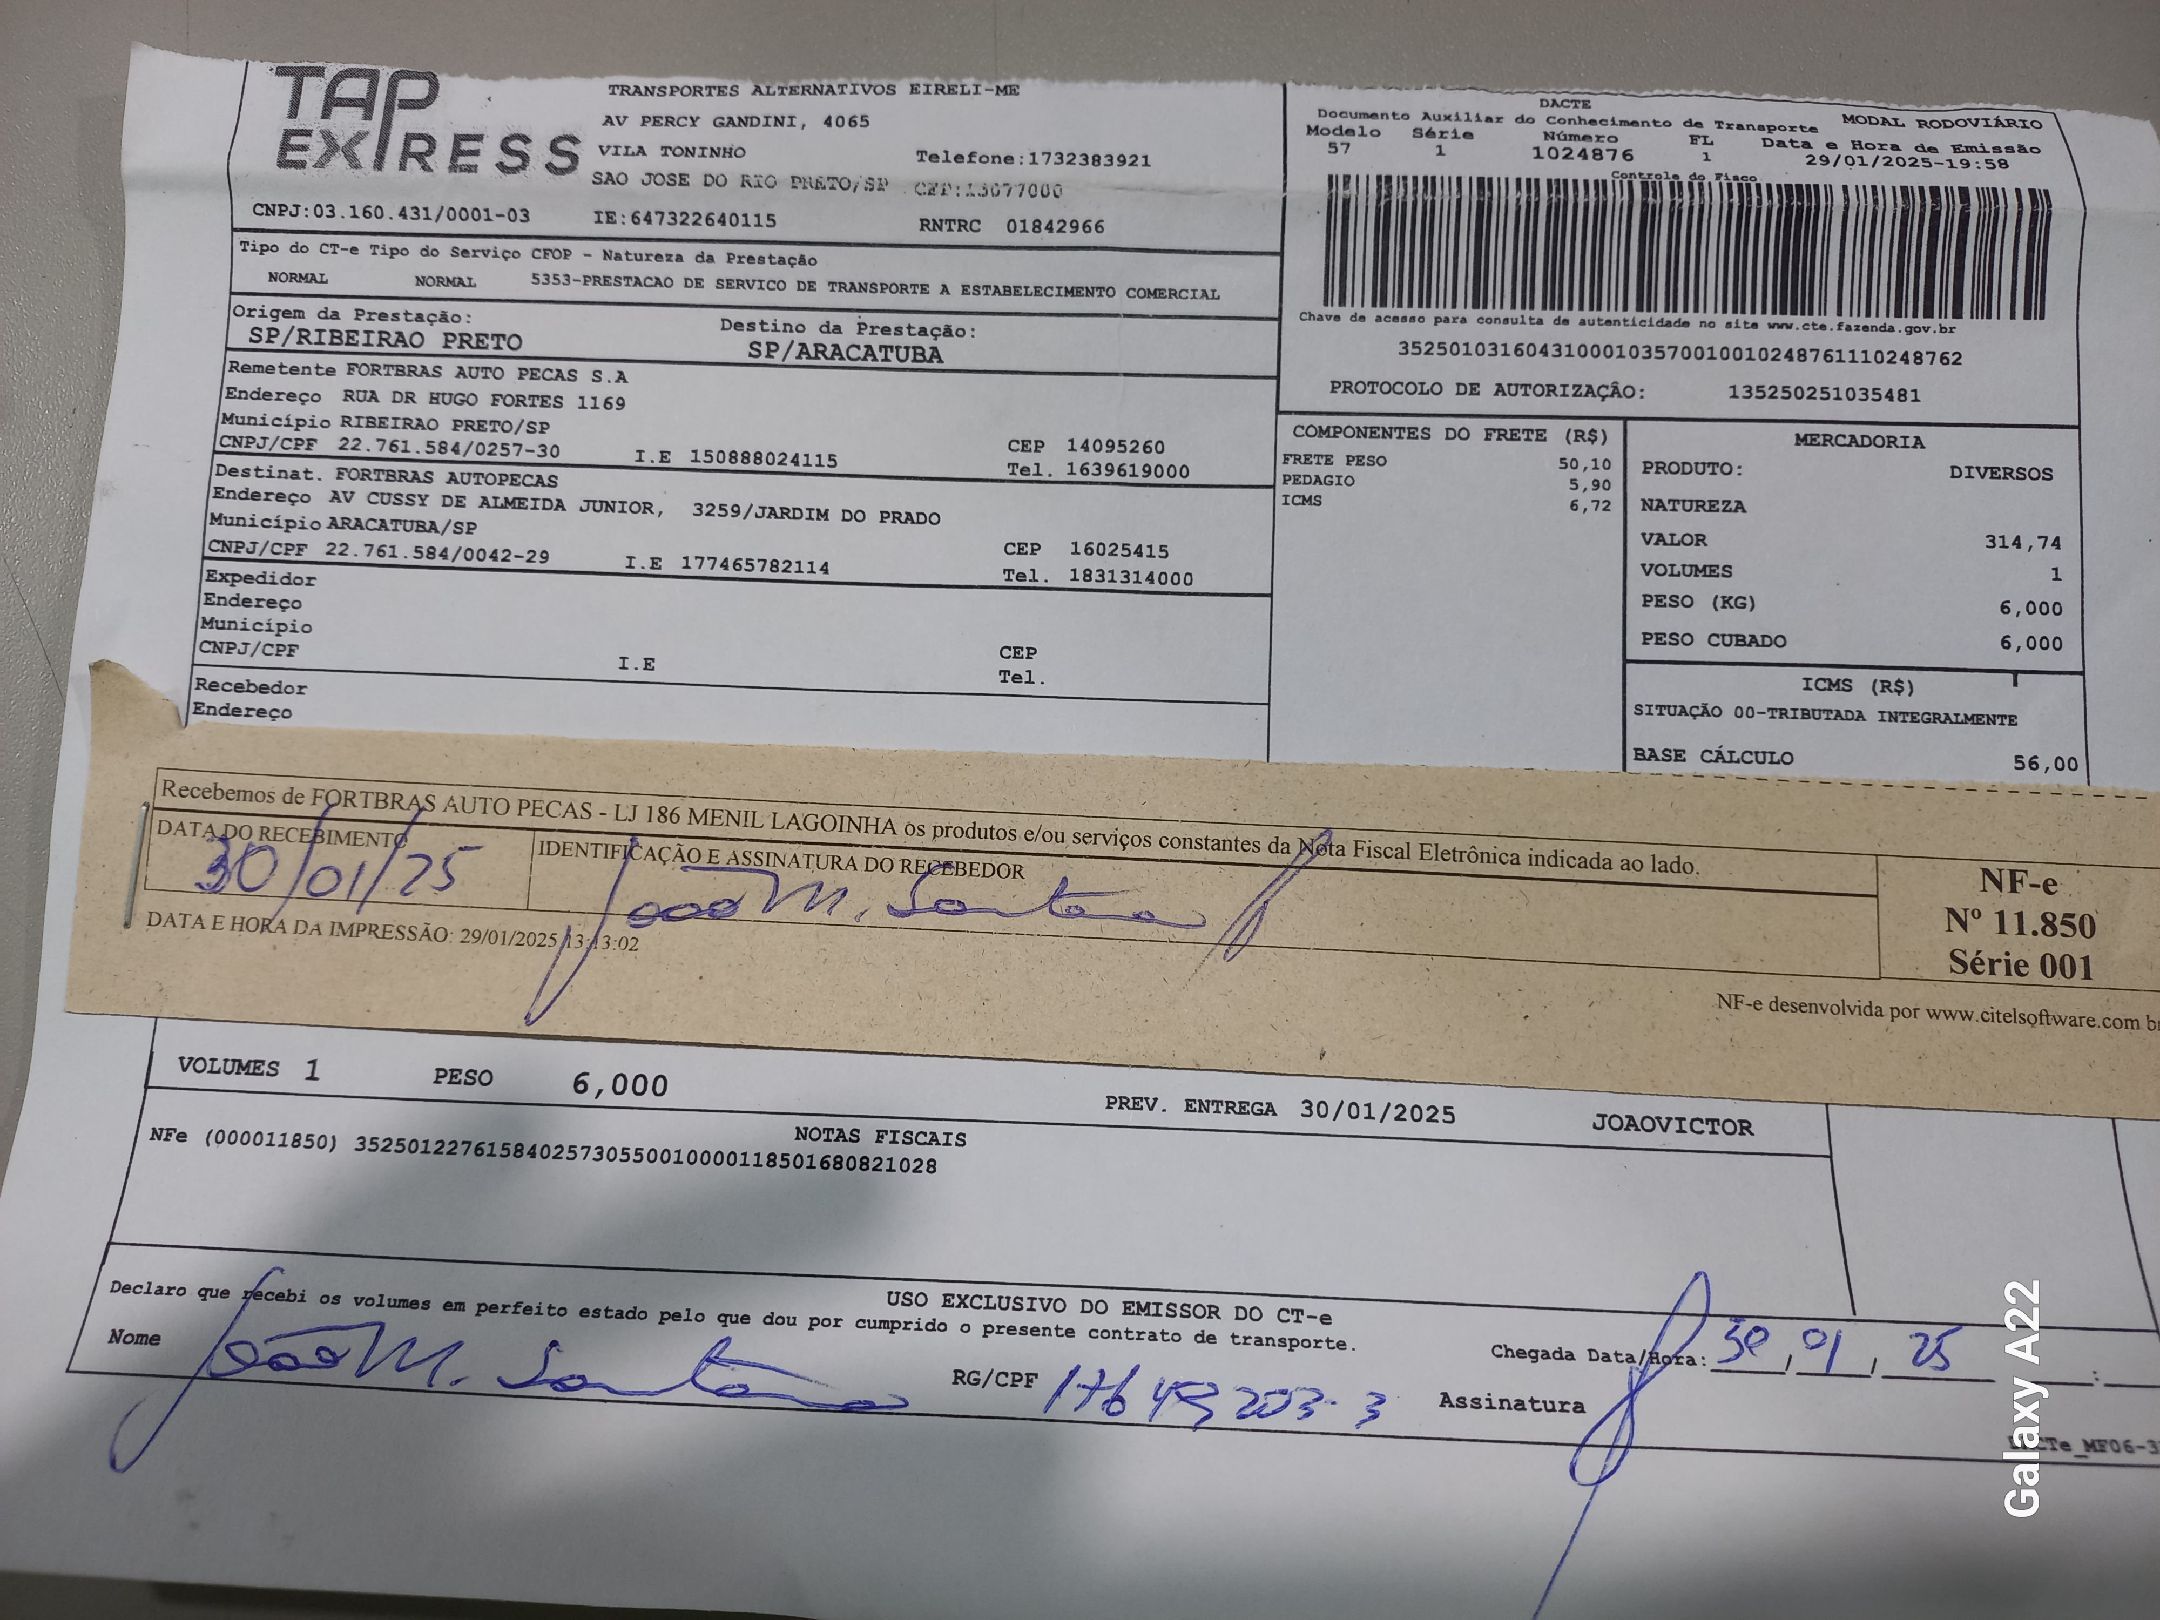 TAP EXPRESS
TRANSPORTES ALTERNATIVOS EIRELI-ME
AV PERCY GANDINI, 4065
VILA TONINHO Telefone:1732383921
SAO JOSE DO RIO PRETO/SP CEP:15077000
CNPJ:03.160.431/0001-03 IE:647322640115 RNTRC 01842966
DACTE
Documento Auxiliar do Conhecimento de Transporte MODAL RODOVIÁRIO
Modelo Série Número FL Data e Hora de Emissão
57 1 1024876 1 29/01/2025-19:58
Controle do Fisco
Chave de acesso para consulta de autenticidade no site www.cte.fazenda.gov.br
35250103160431000103570010010248761110248762
PROTOCOLO DE AUTORIZAÇÃO: 135250251035481
Tipo do CT-e Tipo do Serviço CFOP - Natureza da Prestação
NORMAL NORMAL 5353-PRESTACAO DE SERVICO DE TRANSPORTE A ESTABELECIMENTO COMERCIAL
Origem da Prestação: Destino da Prestação:
SP/RIBEIRAO PRETO SP/ARACATUBA
Remetente FORTBRAS AUTO PECAS S.A
Endereço RUA DR HUGO FORTES 1169
Município RIBEIRAO PRETO/SP CEP 14095260
CNPJ/CPF 22.761.584/0257-30 I.E 150888024115 Tel. 1639619000
Destinat. FORTBRAS AUTOPECAS
Endereço AV CUSSY DE ALMEIDA JUNIOR, 3259/JARDIM DO PRADO
Município ARACATUBA/SP CEP 16025415
CNPJ/CPF 22.761.584/0042-29 I.E 177465782114 Tel. 1831314000
Expedidor
Endereço
Município CEP
CNPJ/CPF I.E Tel.
Recebedor
Endereço
COMPONENTES DO FRETE (R$)
FRETE PESO 50,10
PEDAGIO 5,90
ICMS 6,72
MERCADORIA
PRODUTO: DIVERSOS
NATUREZA
VALOR 314,74
VOLUMES 1
PESO (KG) 6,000
PESO CUBADO 6,000
ICMS (R$)
SITUAÇÃO 00-TRIBUTADA INTEGRALMENTE
BASE CÁLCULO 56,00
Recebemos de FORTBRAS AUTO PECAS - LJ 186 MENIL LAGOINHA os produtos e/ou serviços constantes da Nota Fiscal Eletrônica indicada ao lado.
DATA DO RECEBIMENTO IDENTIFICAÇÃO E ASSINATURA DO RECEBEDOR
30/01/25 João M. Santana
DATA E HORA DA IMPRESSÃO: 29/01/2025 13:13:02
NF-e
Nº 11.850
Série 001
NF-e desenvolvida por www.citelsoftware.com.br
VOLUMES 1 PESO 6,000 PREV. ENTREGA 30/01/2025 JOAOVICTOR
NOTAS FISCAIS
NFe (000011850) 35250122761584025730550010000118501680821028
USO EXCLUSIVO DO EMISSOR DO CT-e
Declaro que recebi os volumes em perfeito estado pelo que dou por cumprido o presente contrato de transporte.
Nome João M. Santana RG/CPF Assinatura
Chegada Data/Hora: 30/01/25 :
Galaxy A22